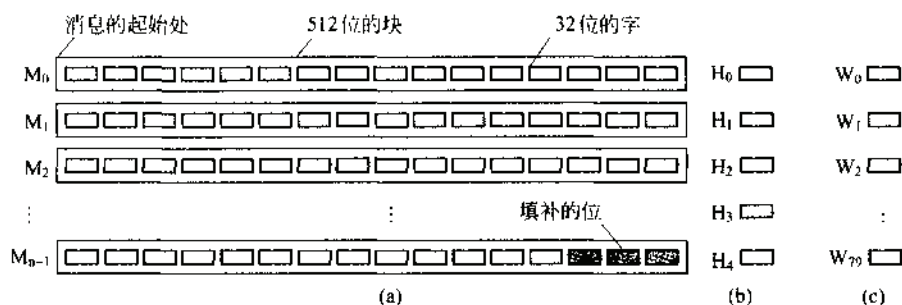 消息的起始处 512位的块 32位的字
M0 H0 W0
M1 H1 W1
M2 H2 W2
⋮ ⋮ H3 ⋮
填补的位
Mn-1 H4 W79
(a) (b) (c)